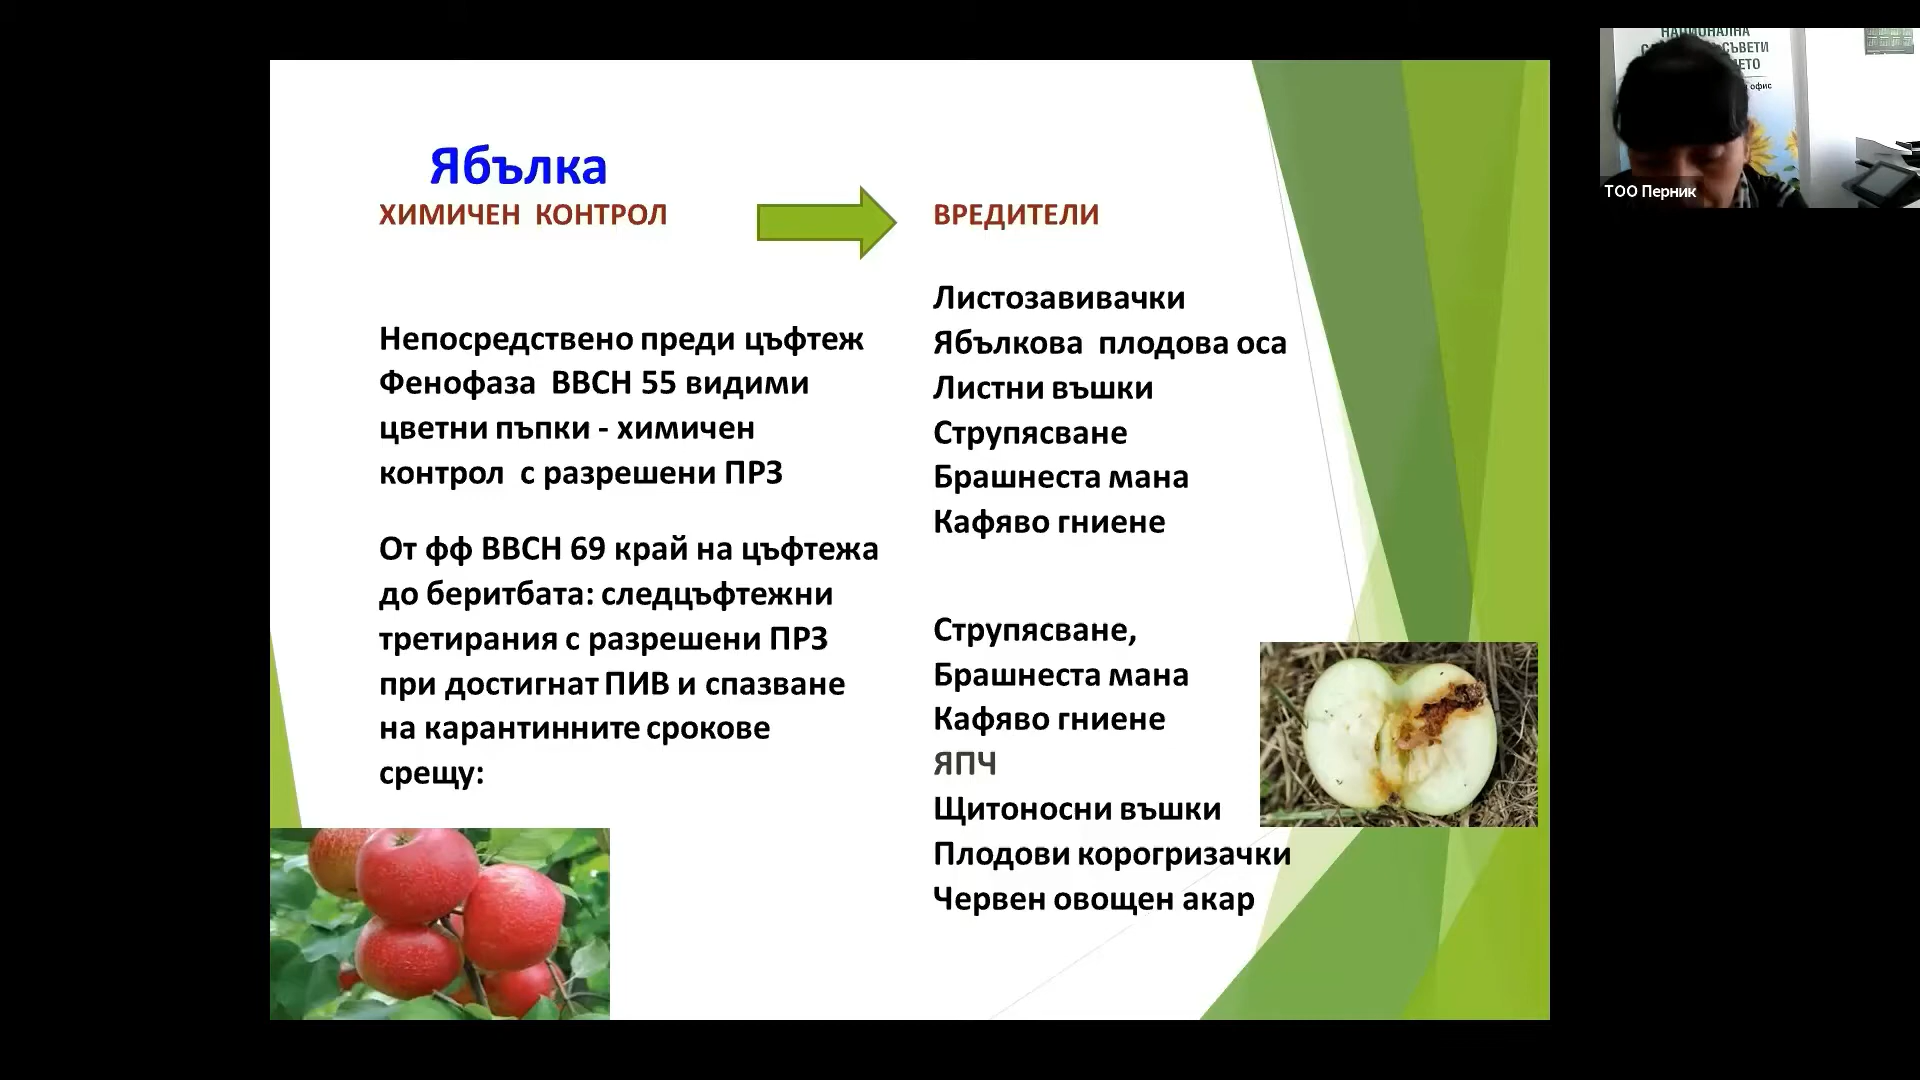 Ябълка
ХИМИЧЕН КОНТРОЛ
Непосредствено преди цъфтеж
Фенофаза ВВСН 55 видими
цветни пъпки - химичен
контрол с разрешени ПРЗ
От фф ВВСН 69 край на цъфтежа
до беритбата: следцъфтежни
третирания с разрешени ПРЗ
при достигнат ПИВ и спазване
на карантинните срокове
срещу:
ВРЕДИТЕЛИ
Листозавивачки
Ябълкова плодова оса
Листни въшки
Струпясване
Брашнеста мана
Кафяво гниене
Струпясване,
Брашнеста мана
Кафяво гниене
ЯПЧ
Щитоносни въшки
Плодови корогризачки
Червен овощен акар
НАЦИОНАЛНА
СЪВЕТИ
офис
ТОО Перник